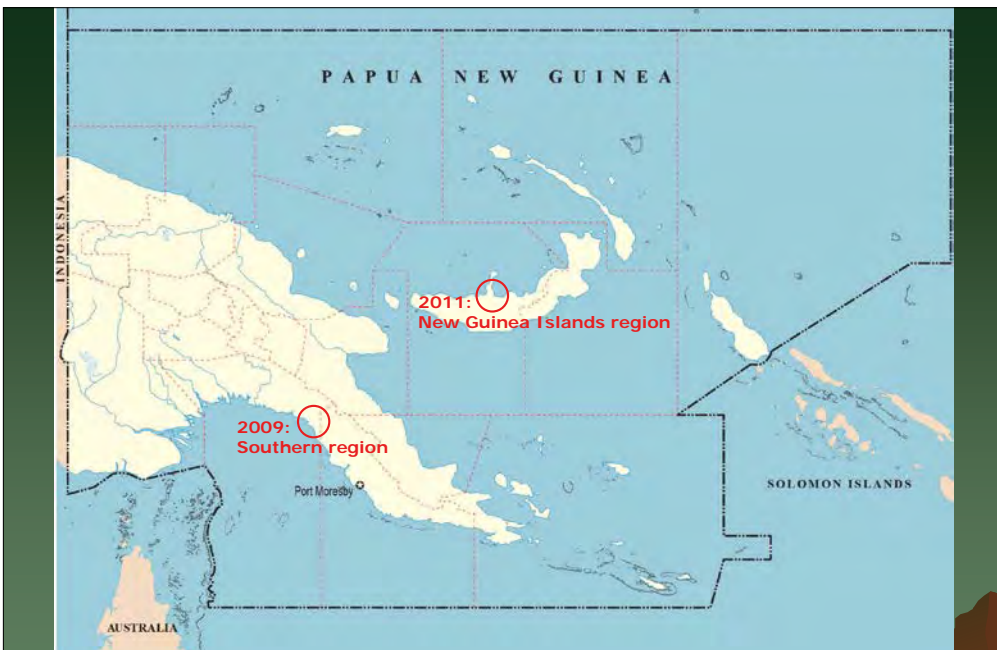 PAPUA NEW GUINEA
INDONESIA
2011:
New Guinea Islands region
2009:
Southern region
Port Moresby
SOLOMON ISLANDS
AUSTRALIA